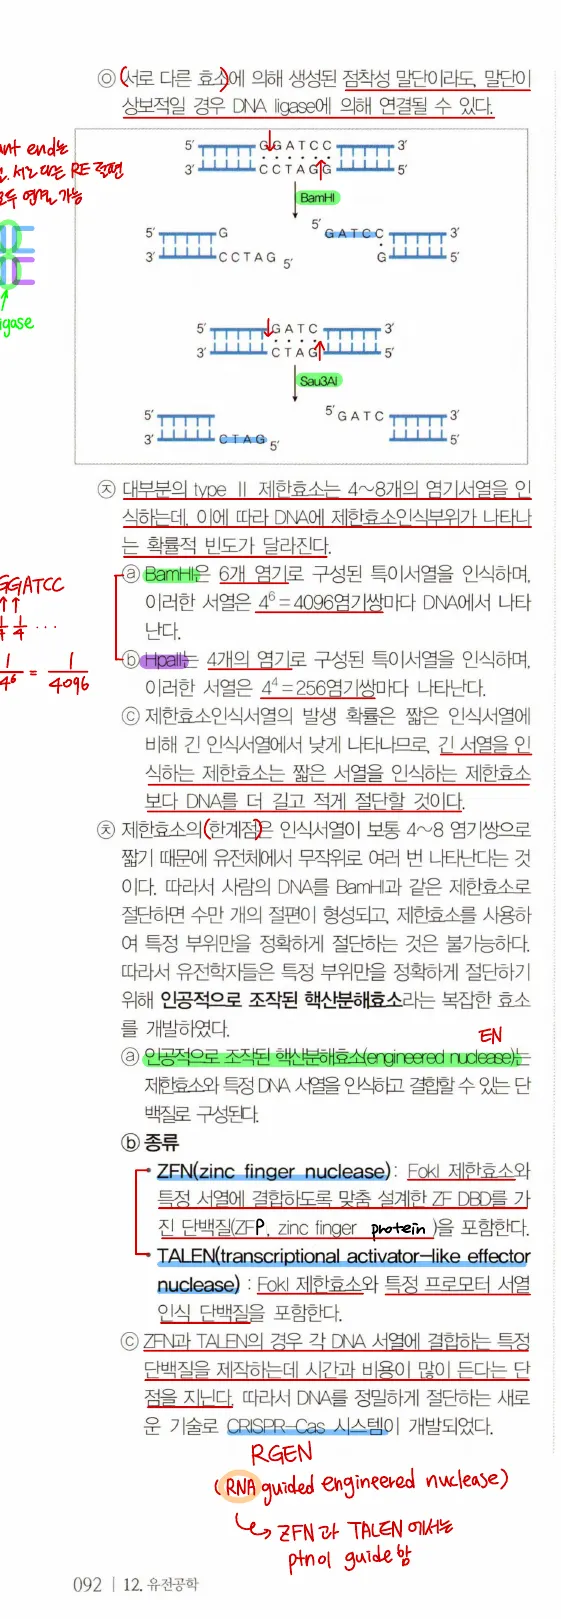 ◎ (서로 다른 효소)에 의해 생성된 점착성 말단이라도, 말단이
상보적일 경우 DNA ligase에 의해 연결될 수 있다.
end는
서로 다른 RE 절편
모두 연결 가능
ligase
5′ GGATCC 3′
3′ CCTAGG 5′
BamHI
5′ G 5′ GATCC 3′
3′ CCTAG 5′ G 5′
5′ GATC 3′
3′ CTAG 5′
Sau3AI
5′ 5′ GATC 3′
3′ CTAG 5′ 5′
㉨ 대부분의 type Ⅱ 제한효소는 4~8개의 염기서열을 인
식하는데, 이에 따라 DNA에 제한효소인식부위가 나타나
는 확률적 빈도가 달라진다.
ⓐ BamHI은 6개 염기로 구성된 특이서열을 인식하며,
이러한 서열은 4⁶=4096염기쌍마다 DNA에서 나타
난다.
GGATCC
↑↑
1/4 1/4 ···
1/4⁶ = 1/4096
ⓑ HpaII는 4개의 염기로 구성된 특이서열을 인식하며,
이러한 서열은 4⁴=256염기쌍마다 나타난다.
ⓒ 제한효소인식서열의 발생 확률은 짧은 인식서열에
비해 긴 인식서열에서 낮게 나타나므로, 긴 서열을 인
식하는 제한효소는 짧은 서열을 인식하는 제한효소
보다 DNA를 더 길고 적게 절단할 것이다.
㉩ 제한효소의 (한계점)은 인식서열이 보통 4~8 염기쌍으로
짧기 때문에 유전체에서 무작위로 여러 번 나타난다는 것
이다. 따라서 사람의 DNA를 BamHI과 같은 제한효소로
절단하면 수만 개의 절편이 형성되고, 제한효소를 사용하
여 특정 부위만을 정확하게 절단하는 것은 불가능하다.
따라서 유전학자들은 특정 부위만을 정확하게 절단하기
위해 인공적으로 조작된 핵산분해효소라는 복잡한 효소
를 개발하였다.
EN
ⓐ 인공적으로 조작된 핵산분해효소(engineered nuclease)는
제한효소와 특정 DNA 서열을 인식하고 결합할 수 있는 단
백질로 구성된다.
ⓑ 종류
• ZFN(zinc finger nuclease) : FokI 제한효소와
특정 서열에 결합하도록 맞춤 설계한 ZF DBD를 가
진 단백질(ZFP, zinc finger protein)을 포함한다.
• TALEN(transcriptional activator-like effector
nuclease) : FokI 제한효소와 특정 프로모터 서열
인식 단백질을 포함한다.
ⓒ ZFN과 TALEN의 경우 각 DNA 서열에 결합하는 특정
단백질을 제작하는데 시간과 비용이 많이 든다는 단
점을 지닌다. 따라서 DNA를 정밀하게 절단하는 새로
운 기술로 CRISPR-Cas 시스템이 개발되었다.
RGEN
(RNA guided engineered nuclease)
↳ ZFN과 TALEN에서는
ptn이 guide함
092 | 12. 유전공학